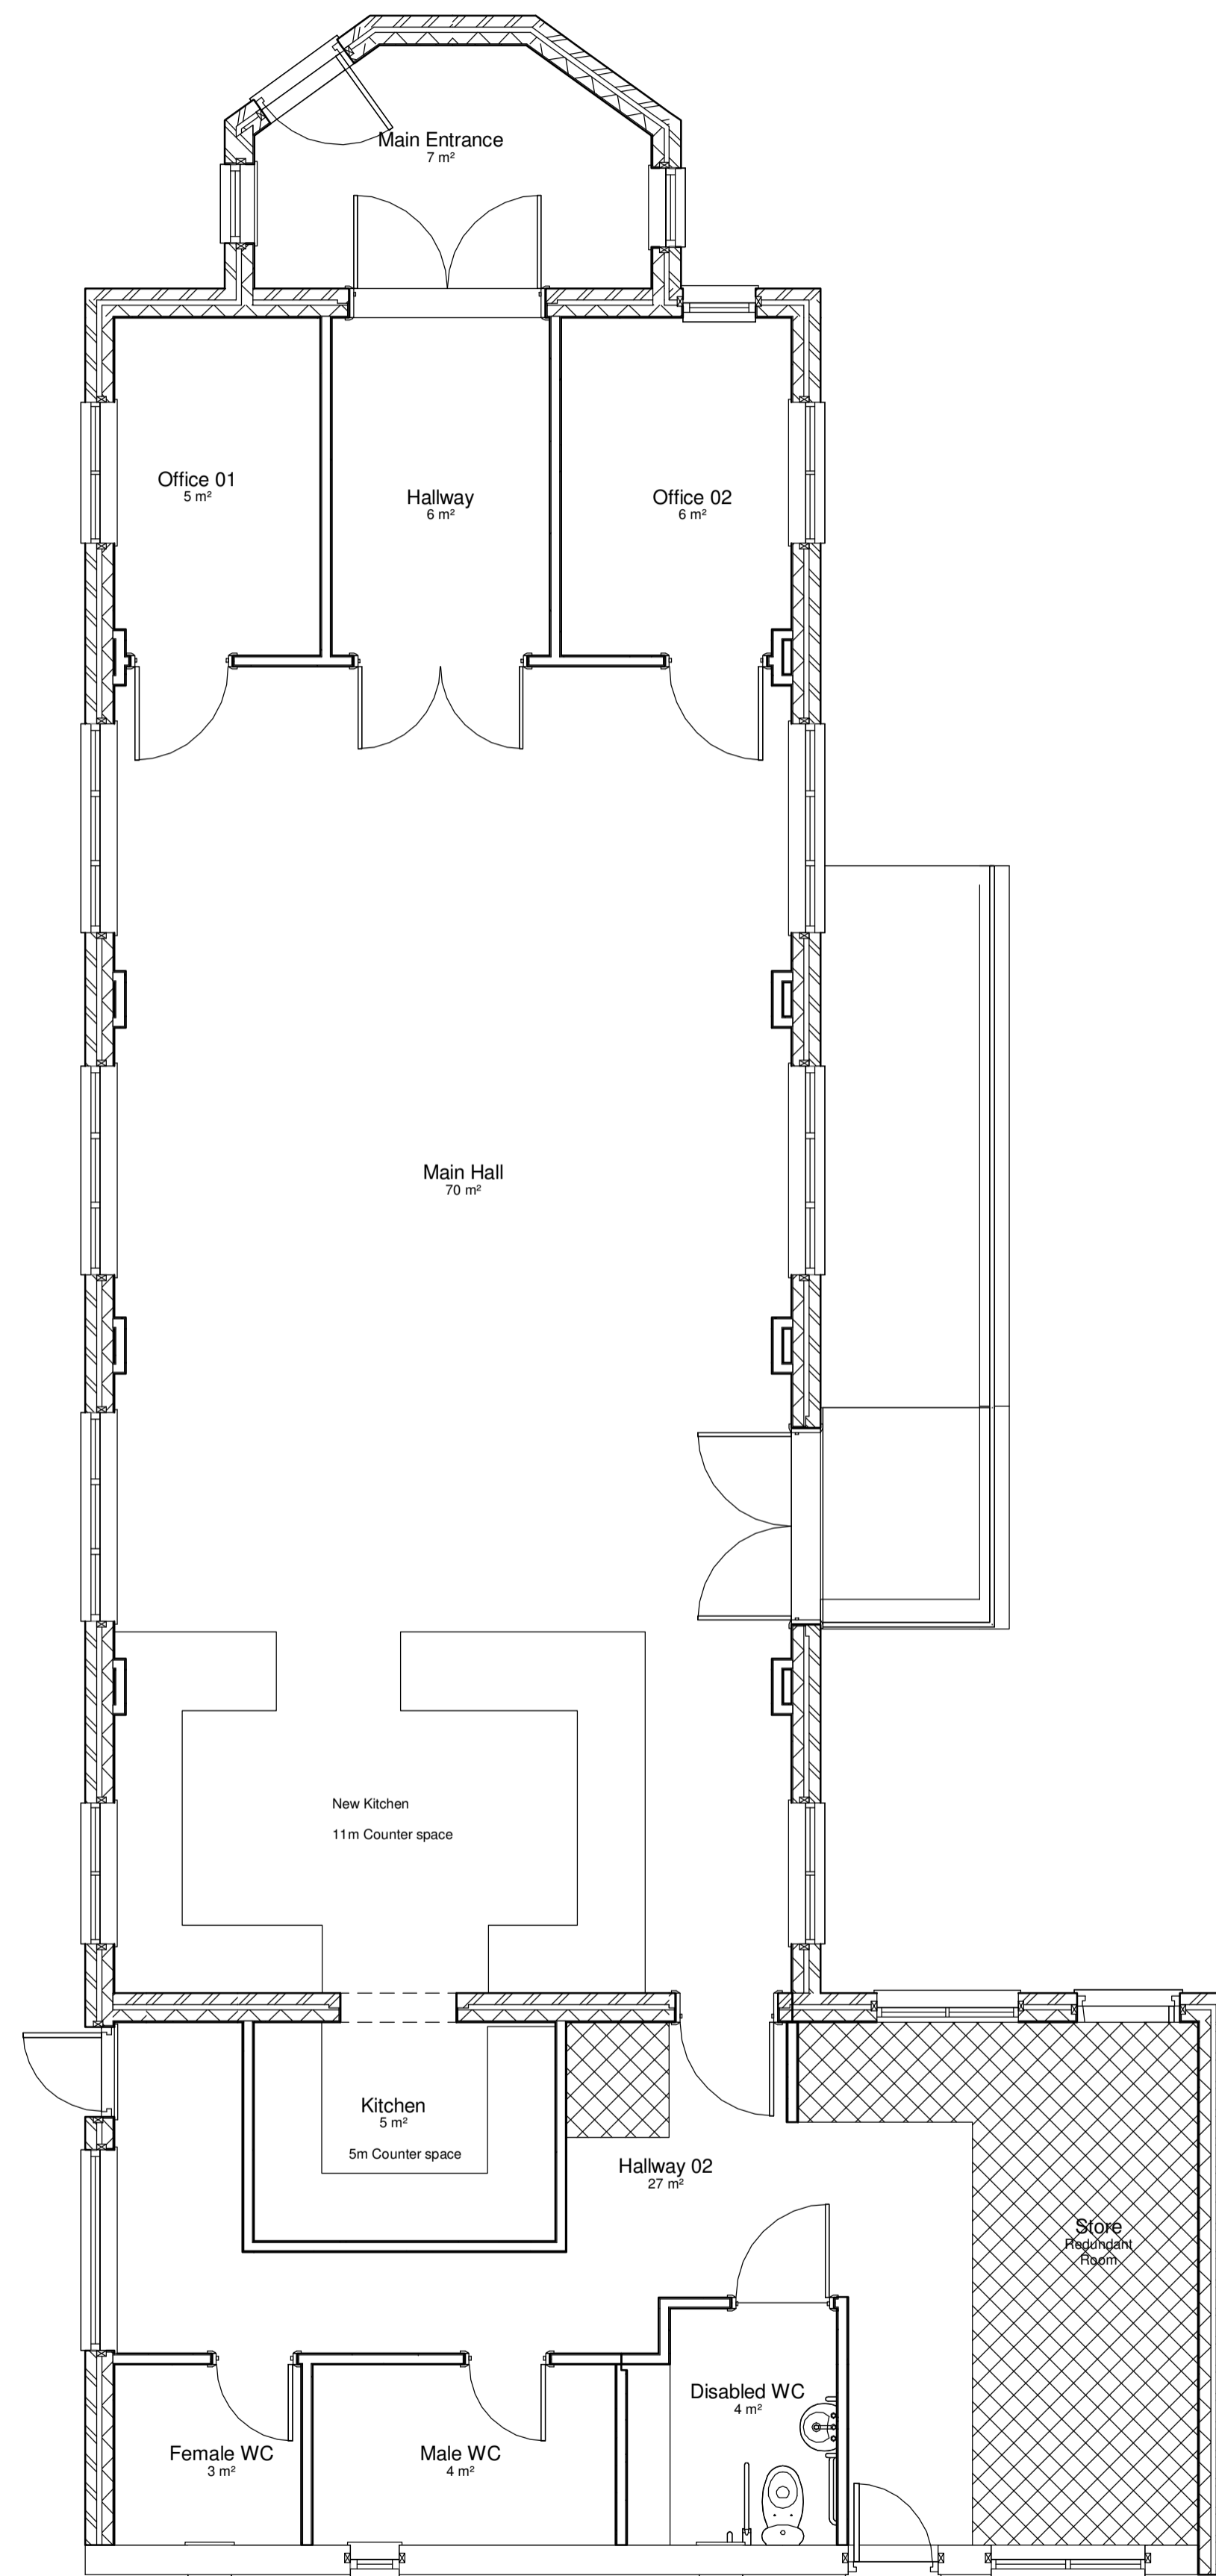 Main Entrance
7 m²
Office 01
5 m²
Hallway
6 m²
Office 02
6 m²
Main Hall
70 m²
New Kitchen
11m Counter space
Kitchen
5 m²
5m Counter space
Hallway 02
27 m²
Store
Redundant
Room
Disabled WC
4 m²
Female WC
3 m²
Male WC
4 m²